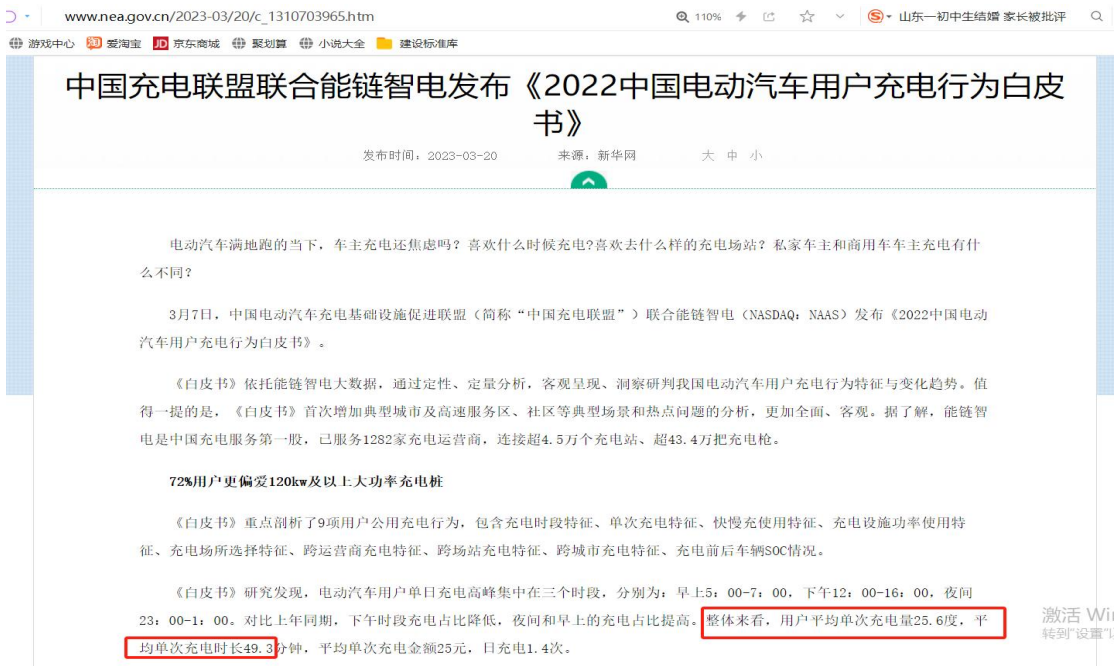 www.nea.gov.cn/2023-03/20/c_1310703965.htm
110%
山东一初中生结婚 家长被批评
游戏中心
淘
爱淘宝
JD
京东商城
聚划算
小说大全
建设标准库
中国充电联盟联合能链智电发布《2022中国电动汽车用户充电行为白皮
书》
发布时间：2023-03-20
来源：新华网
大 中 小
电动汽车满地跑的当下，车主充电还焦虑吗？喜欢什么时候充电?喜欢去什么样的充电场站？私家车主和商用车车主充电有什
么不同？
3月7日，中国电动汽车充电基础设施促进联盟（简称“中国充电联盟”）联合能链智电（NASDAQ：NAAS）发布《2022中国电动
汽车用户充电行为白皮书》。
《白皮书》依托能链智电大数据，通过定性、定量分析，客观呈现、洞察研判我国电动汽车用户充电行为特征与变化趋势。值
得一提的是，《白皮书》首次增加典型城市及高速服务区、社区等典型场景和热点问题的分析，更加全面、客观。据了解，能链智
电是中国充电服务第一股，已服务1282家充电运营商，连接超4.5万个充电站、超43.4万把充电枪。
72%用户更偏爱120kw及以上大功率充电桩
《白皮书》重点剖析了9项用户公用充电行为，包含充电时段特征、单次充电特征、快慢充使用特征、充电设施功率使用特
征、充电场所选择特征、跨运营商充电特征、跨场站充电特征、跨城市充电特征、充电前后车辆SOC情况。
《白皮书》研究发现，电动汽车用户单日充电高峰集中在三个时段，分别为：早上5：00-7：00，下午12：00-16：00，夜间
23：00-1：00。对比上年同期，下午时段充电占比降低，夜间和早上的充电占比提高。整体来看，用户平均单次充电量25.6度，平
均单次充电时长49.3分钟，平均单次充电金额25元，日充电1.4次。
激活 Win
转到"设置"以